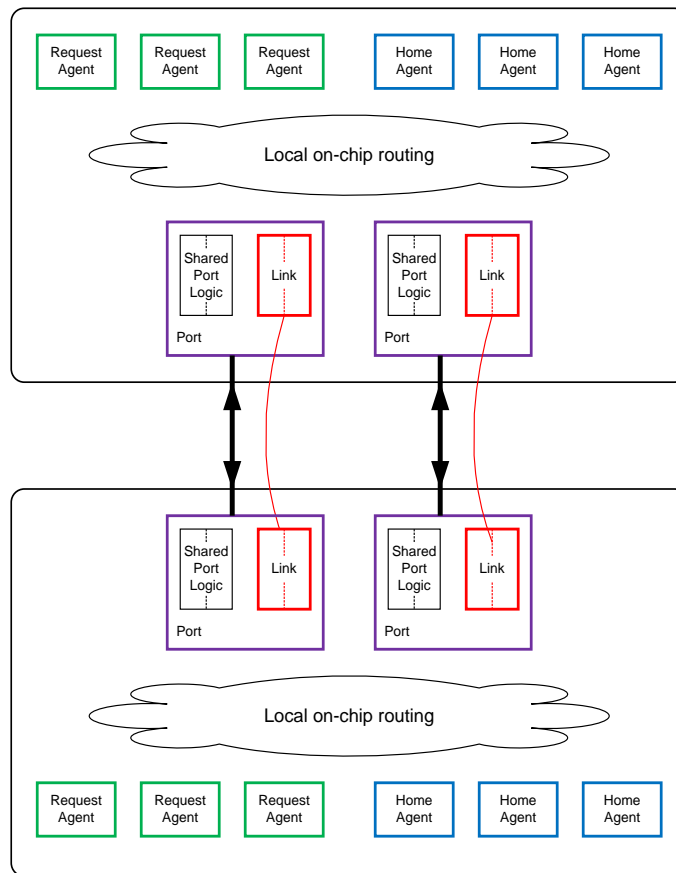 Request
Agent
Request
Agent
Request
Agent
Home
Agent
Home
Agent
Home
Agent
Local on-chip routing
Shared
Port
Logic
Link
Port
Shared
Port
Logic
Link
Port
Shared
Port
Logic
Link
Port
Shared
Port
Logic
Link
Port
Local on-chip routing
Request
Agent
Request
Agent
Request
Agent
Home
Agent
Home
Agent
Home
Agent